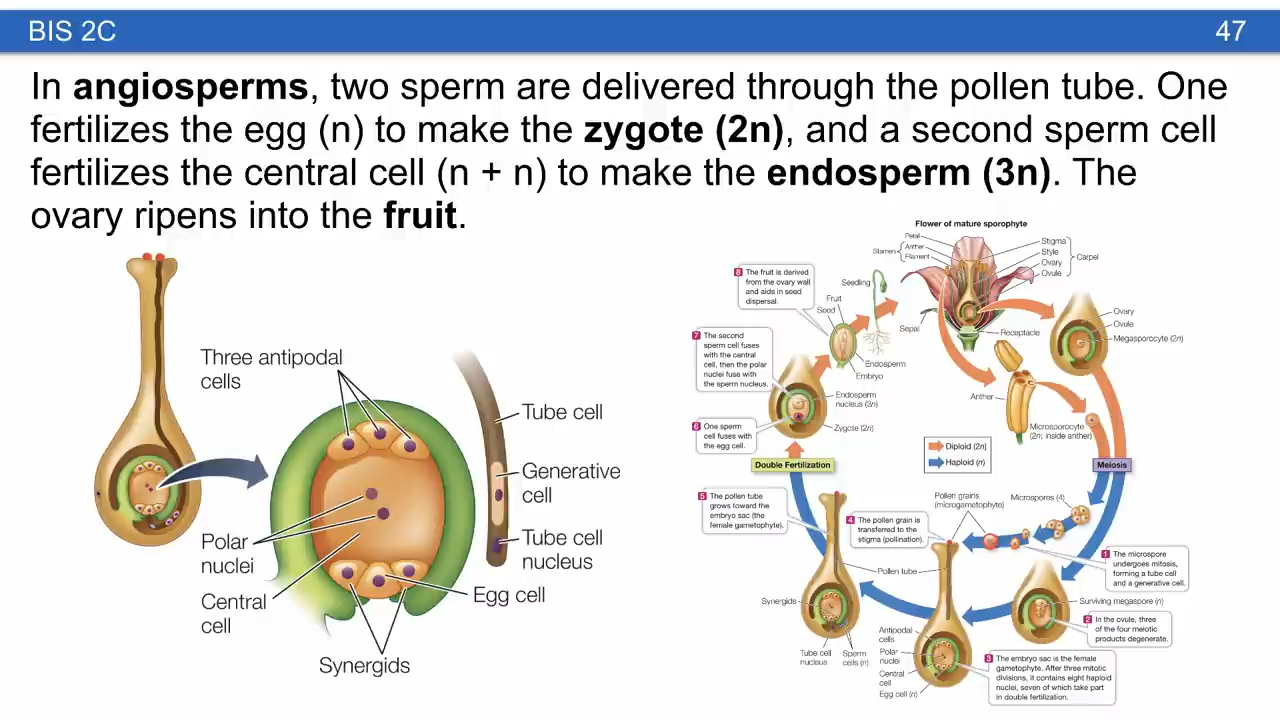 BIS 2C
47
In angiosperms, two sperm are delivered through the pollen tube. One
fertilizes the egg (n) to make the zygote (2n), and a second sperm cell
fertilizes the central cell (n + n) to make the endosperm (3n). The
ovary ripens into the fruit.
Three antipodal
cells
Tube cell
Generative
cell
Polar
nuclei
Tube cell
nucleus
Central
cell
Egg cell
Synergids
Flower of mature sporophyte
Petal
Stamen
Anther
Filament
Stigma
Style
Ovary
Ovule
Carpel
8 The fruit is derived
from the ovary wall
and aids in seed
dispersal.
Seedling
Fruit
Seed
Sepal
Receptacle
Ovary
Ovule
Megasporocyte (2n)
7 The second
sperm cell fuses
with the central
cell, then the polar
nuclei fuse with
the sperm nucleus.
Endosperm
Embryo
Endosperm
nucleus (3n)
Anther
Zygote (2n)
Microsporocyte
(2n; inside anther)
6 One sperm
cell fuses with
the egg cell.
Diploid (2n)
Haploid (n)
Double Fertilization
Meiosis
5 The pollen tube
grows toward the
embryo sac (the
female gametophyte).
4 The pollen grain is
transferred to the
stigma (pollination).
Pollen grains
(microgametophyte)
Microspores (4)
1 The microspore
undergoes mitosis,
forming a tube cell
and a generative cell.
Pollen tube
Synergids
Surviving megaspore (n)
2 In the ovule, three
of the four meiotic
products degenerate.
Tube cell
nucleus
Sperm
cells (n)
Antipodal
cells
Polar
nuclei
Central
cell
Egg cell (n)
3 The embryo sac is the female
gametophyte. After three mitotic
divisions, it contains eight haploid
nuclei, seven of which take part
in double fertilization.